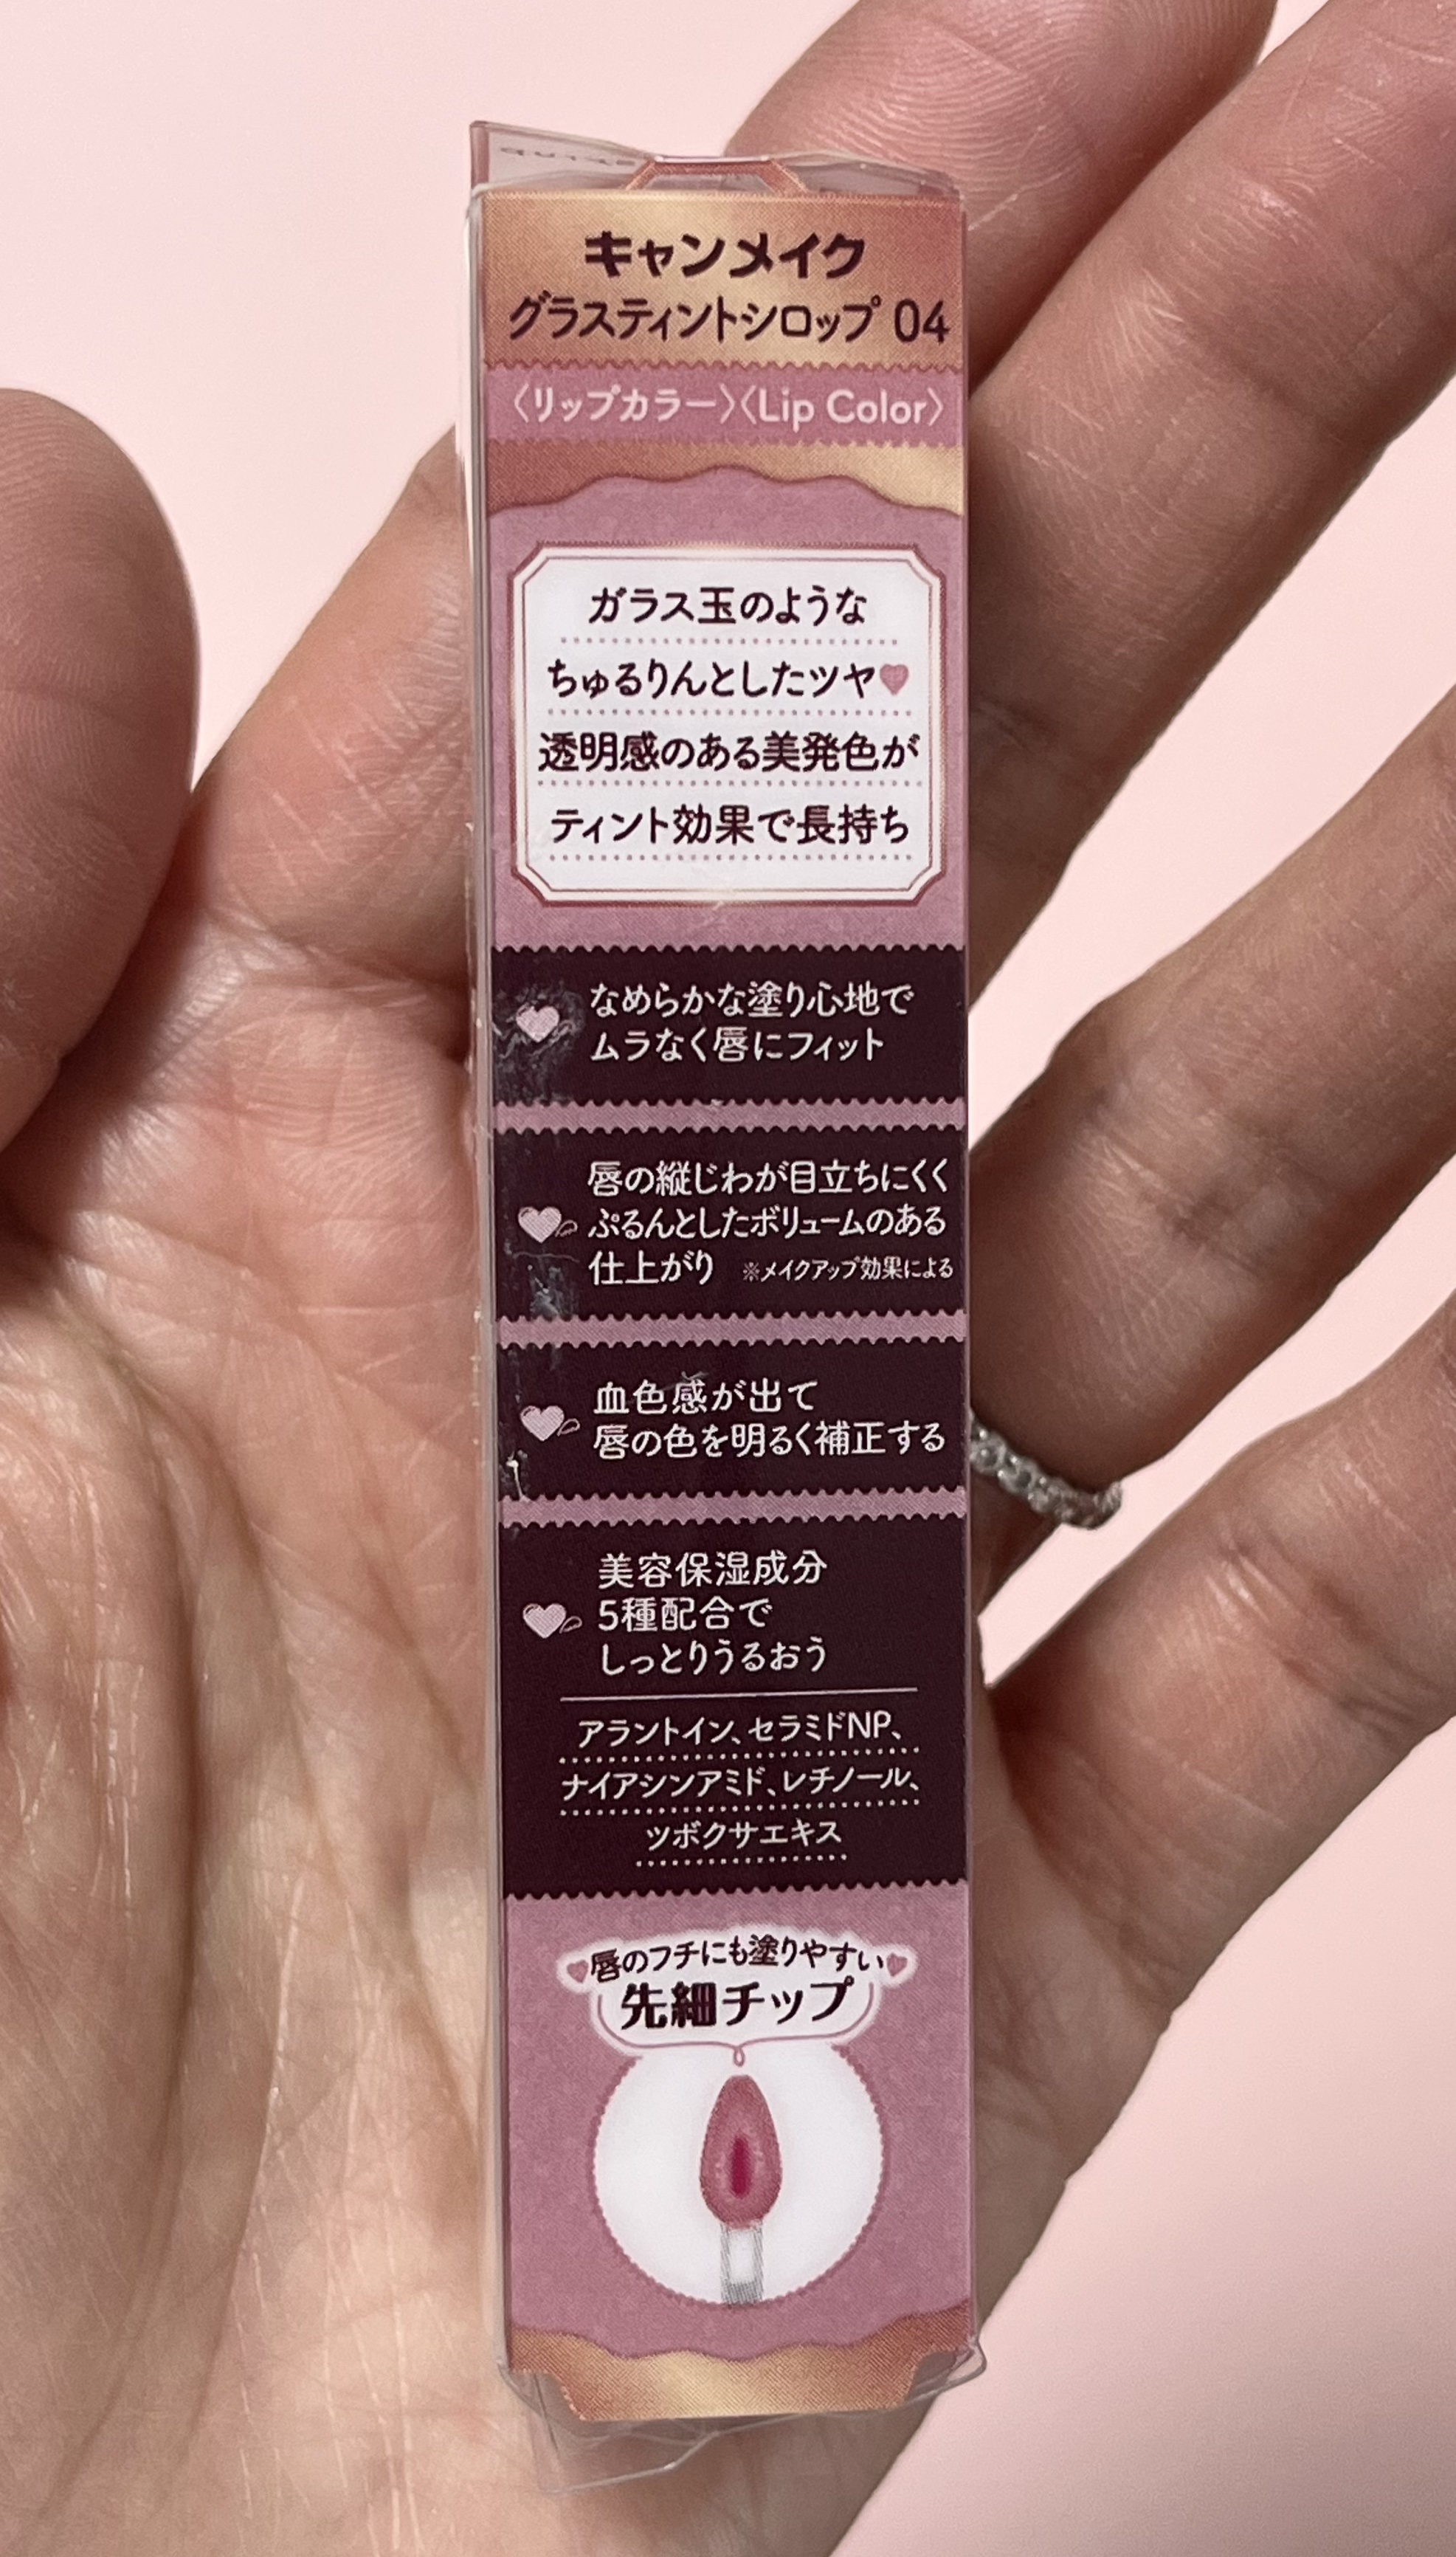 キャンメイク
グラスティントシロップ 04
〈リップカラー〉〈Lip Color〉
ガラス玉のような
ちゅるりんとしたツヤ
透明感のある美発色が
ティント効果で長持ち
なめらかな塗り心地で
ムラなく唇にフィット
唇の縦じわが目立ちにくく
ぷるんとしたボリュームのある
仕上がり ※メイクアップ効果による
血色感が出て
唇の色を明るく補正する
美容保湿成分
5種配合で
しっとりうるおう
アラントイン、セラミドNP、
ナイアシンアミド、レチノール、
ツボクサエキス
唇のフチにも塗りやすい
先細チップ